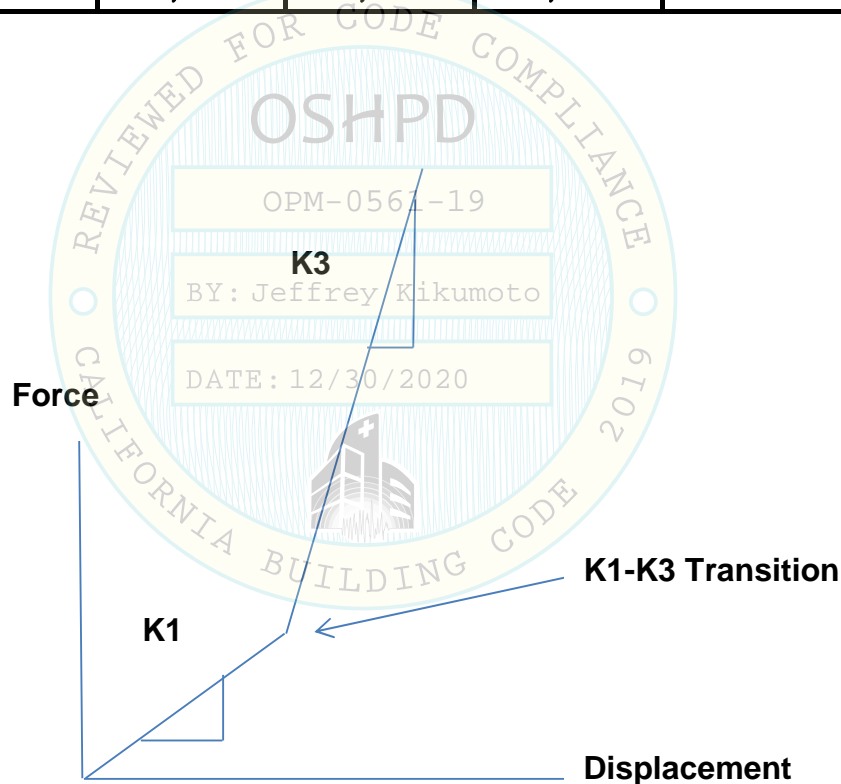 REVIEWED FOR CODE COMPLIANCE
OSHPD
OPM-0561-19
K3
BY: Jeffrey Kikumoto
DATE: 12/30/2020
Force
CALIFORNIA BUILDING CODE 2019
K1-K3 Transition
K1
Displacement